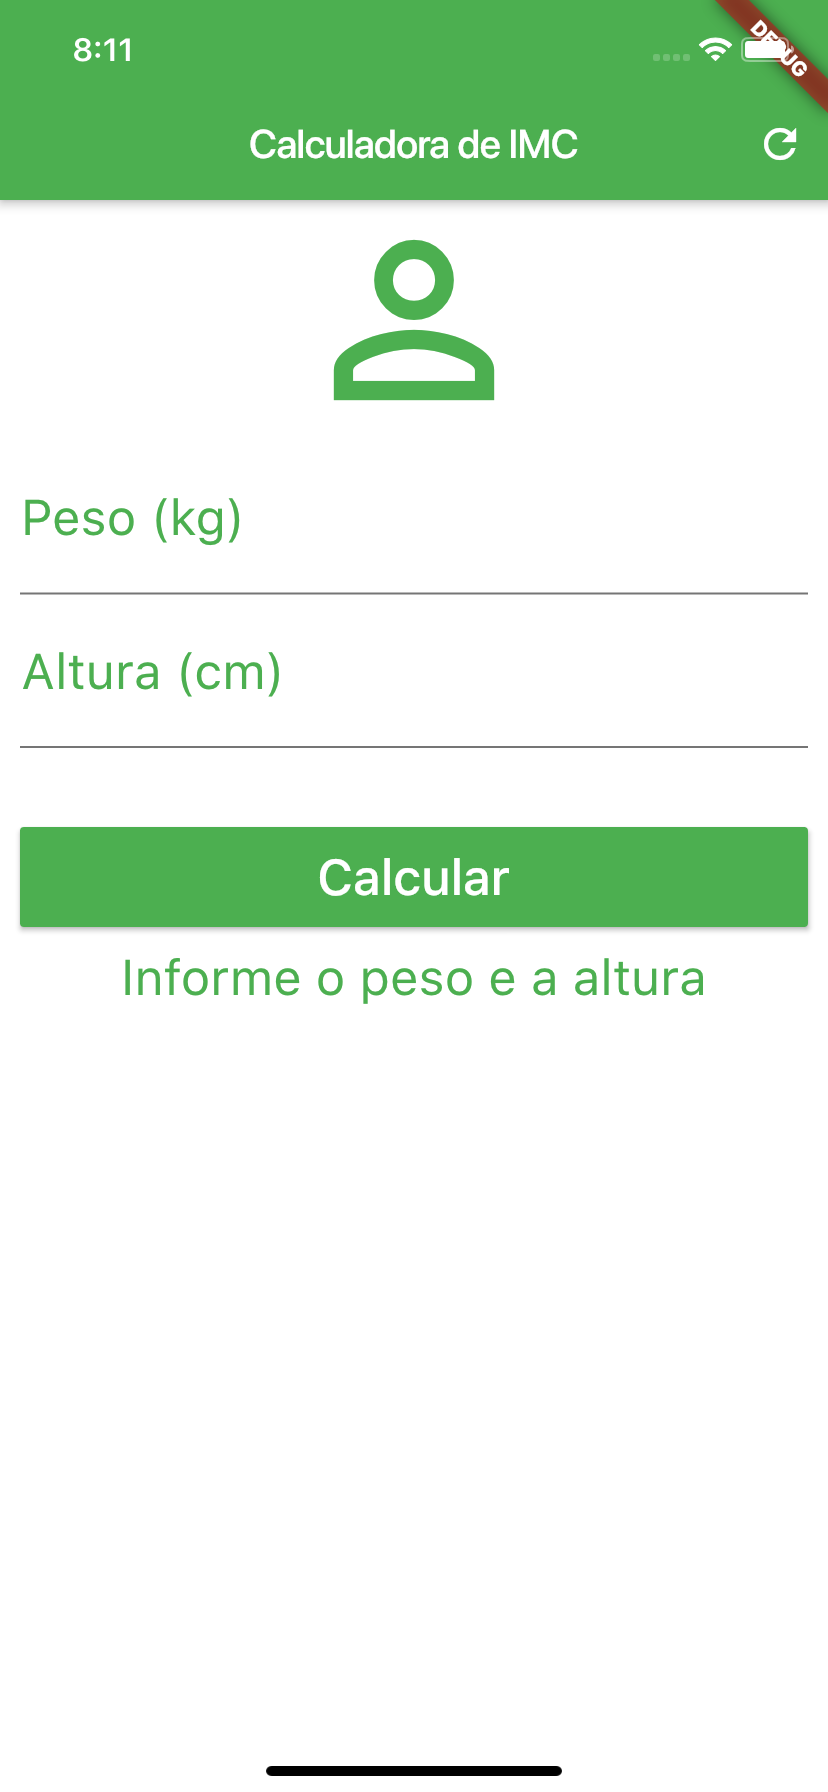 8:11
DEBUG
Calculadora de IMC
Peso (kg)
Altura (cm)
Calcular
Informe o peso e a altura